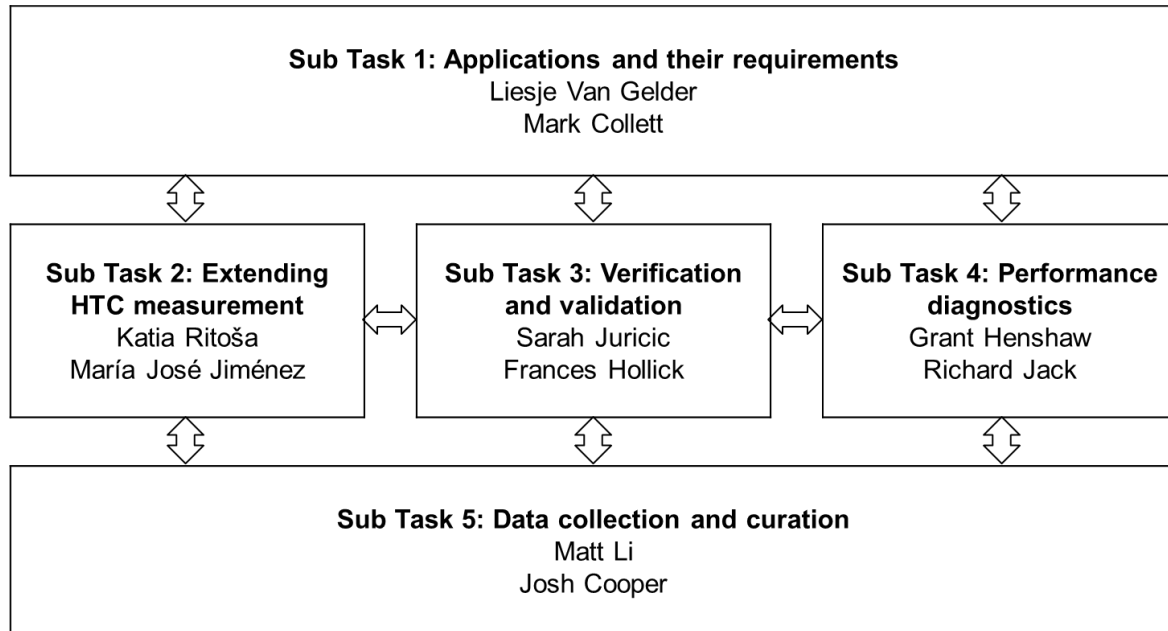 Sub Task 1: Applications and their requirements
Liesje Van Gelder
Mark Collett
Sub Task 2: Extending
HTC measurement
Katia Ritoša
María José Jiménez
Sub Task 3: Verification
and validation
Sarah Juricic
Frances Hollick
Sub Task 4: Performance
diagnostics
Grant Henshaw
Richard Jack
Sub Task 5: Data collection and curation
Matt Li
Josh Cooper